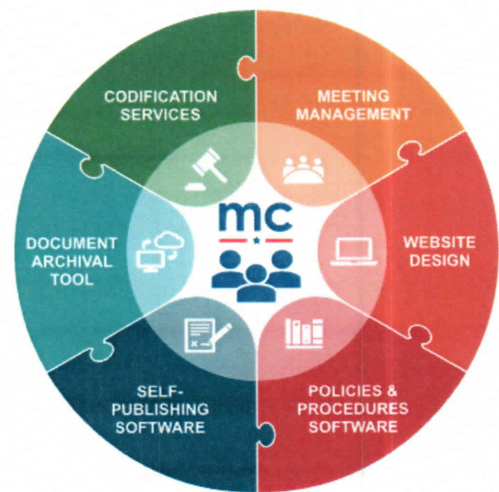 CODIFICATION
SERVICES
MEETING
MANAGEMENT
DOCUMENT
ARCHIVAL
TOOL
mc
WEBSITE
DESIGN
SELF-
PUBLISHING
SOFTWARE
POLICIES &
PROCEDURES
SOFTWARE